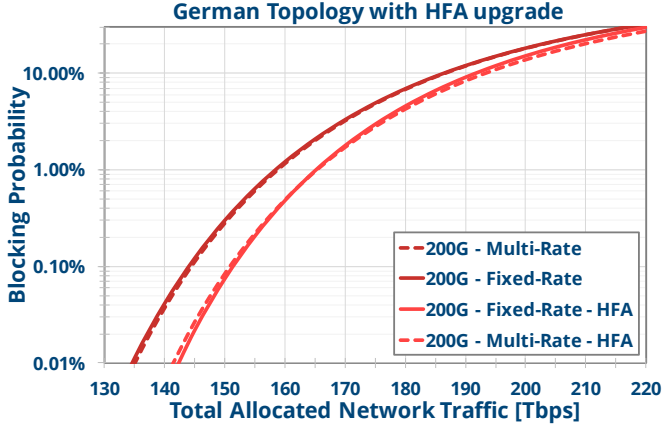 German Topology with HFA upgrade
Blocking Probability
10.00%
1.00%
0.10%
0.01%
200G - Multi-Rate
200G - Fixed-Rate
200G - Fixed-Rate - HFA
200G - Multi-Rate - HFA
130 140 150 160 170 180 190 200 210 220
Total Allocated Network Traffic [Tbps]